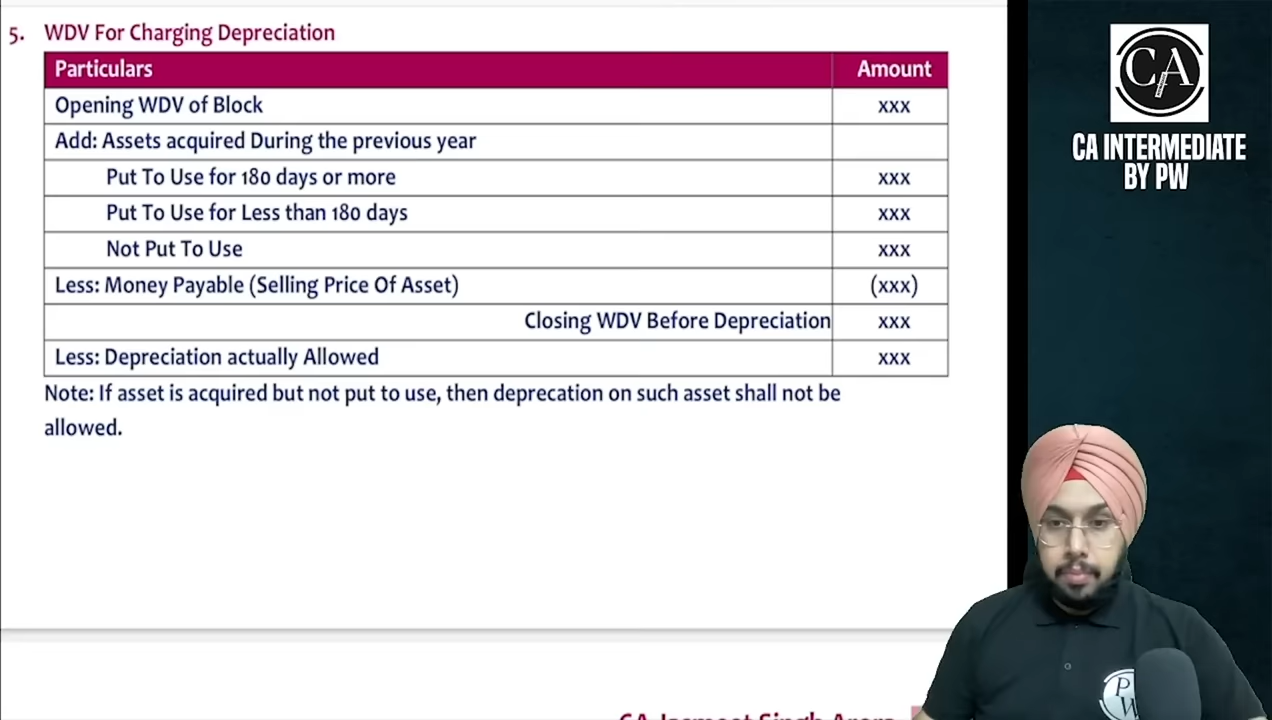 5. WDV For Charging Depreciation
Particulars Amount
Opening WDV of Block xxx
Add: Assets acquired During the previous year
Put To Use for 180 days or more xxx
Put To Use for Less than 180 days xxx
Not Put To Use xxx
Less: Money Payable (Selling Price Of Asset) (xxx)
Closing WDV Before Depreciation xxx
Less: Depreciation actually Allowed xxx
Note: If asset is acquired but not put to use, then deprecation on such asset shall not be
allowed.
CA
CA INTERMEDIATE
BY PW
P
W
CA Jasmeet Singh Arora